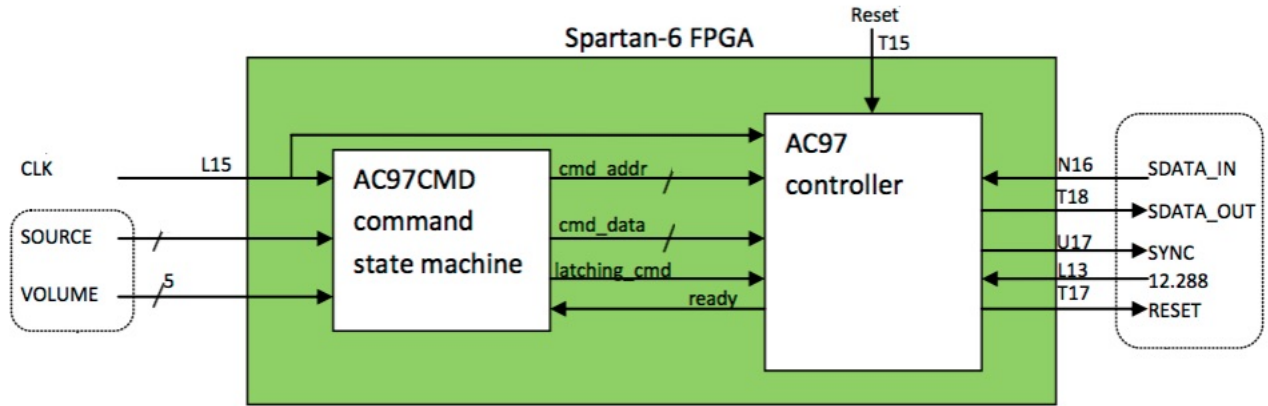 Reset
T15
Spartan-6 FPGA
CLK
L15
SOURCE
VOLUME
5
AC97CMD
command
state machine
cmd_addr
cmd_data
latching_cmd
ready
AC97
controller
N16
T18
U17
L13
T17
SDATA_IN
SDATA_OUT
SYNC
12.288
RESET